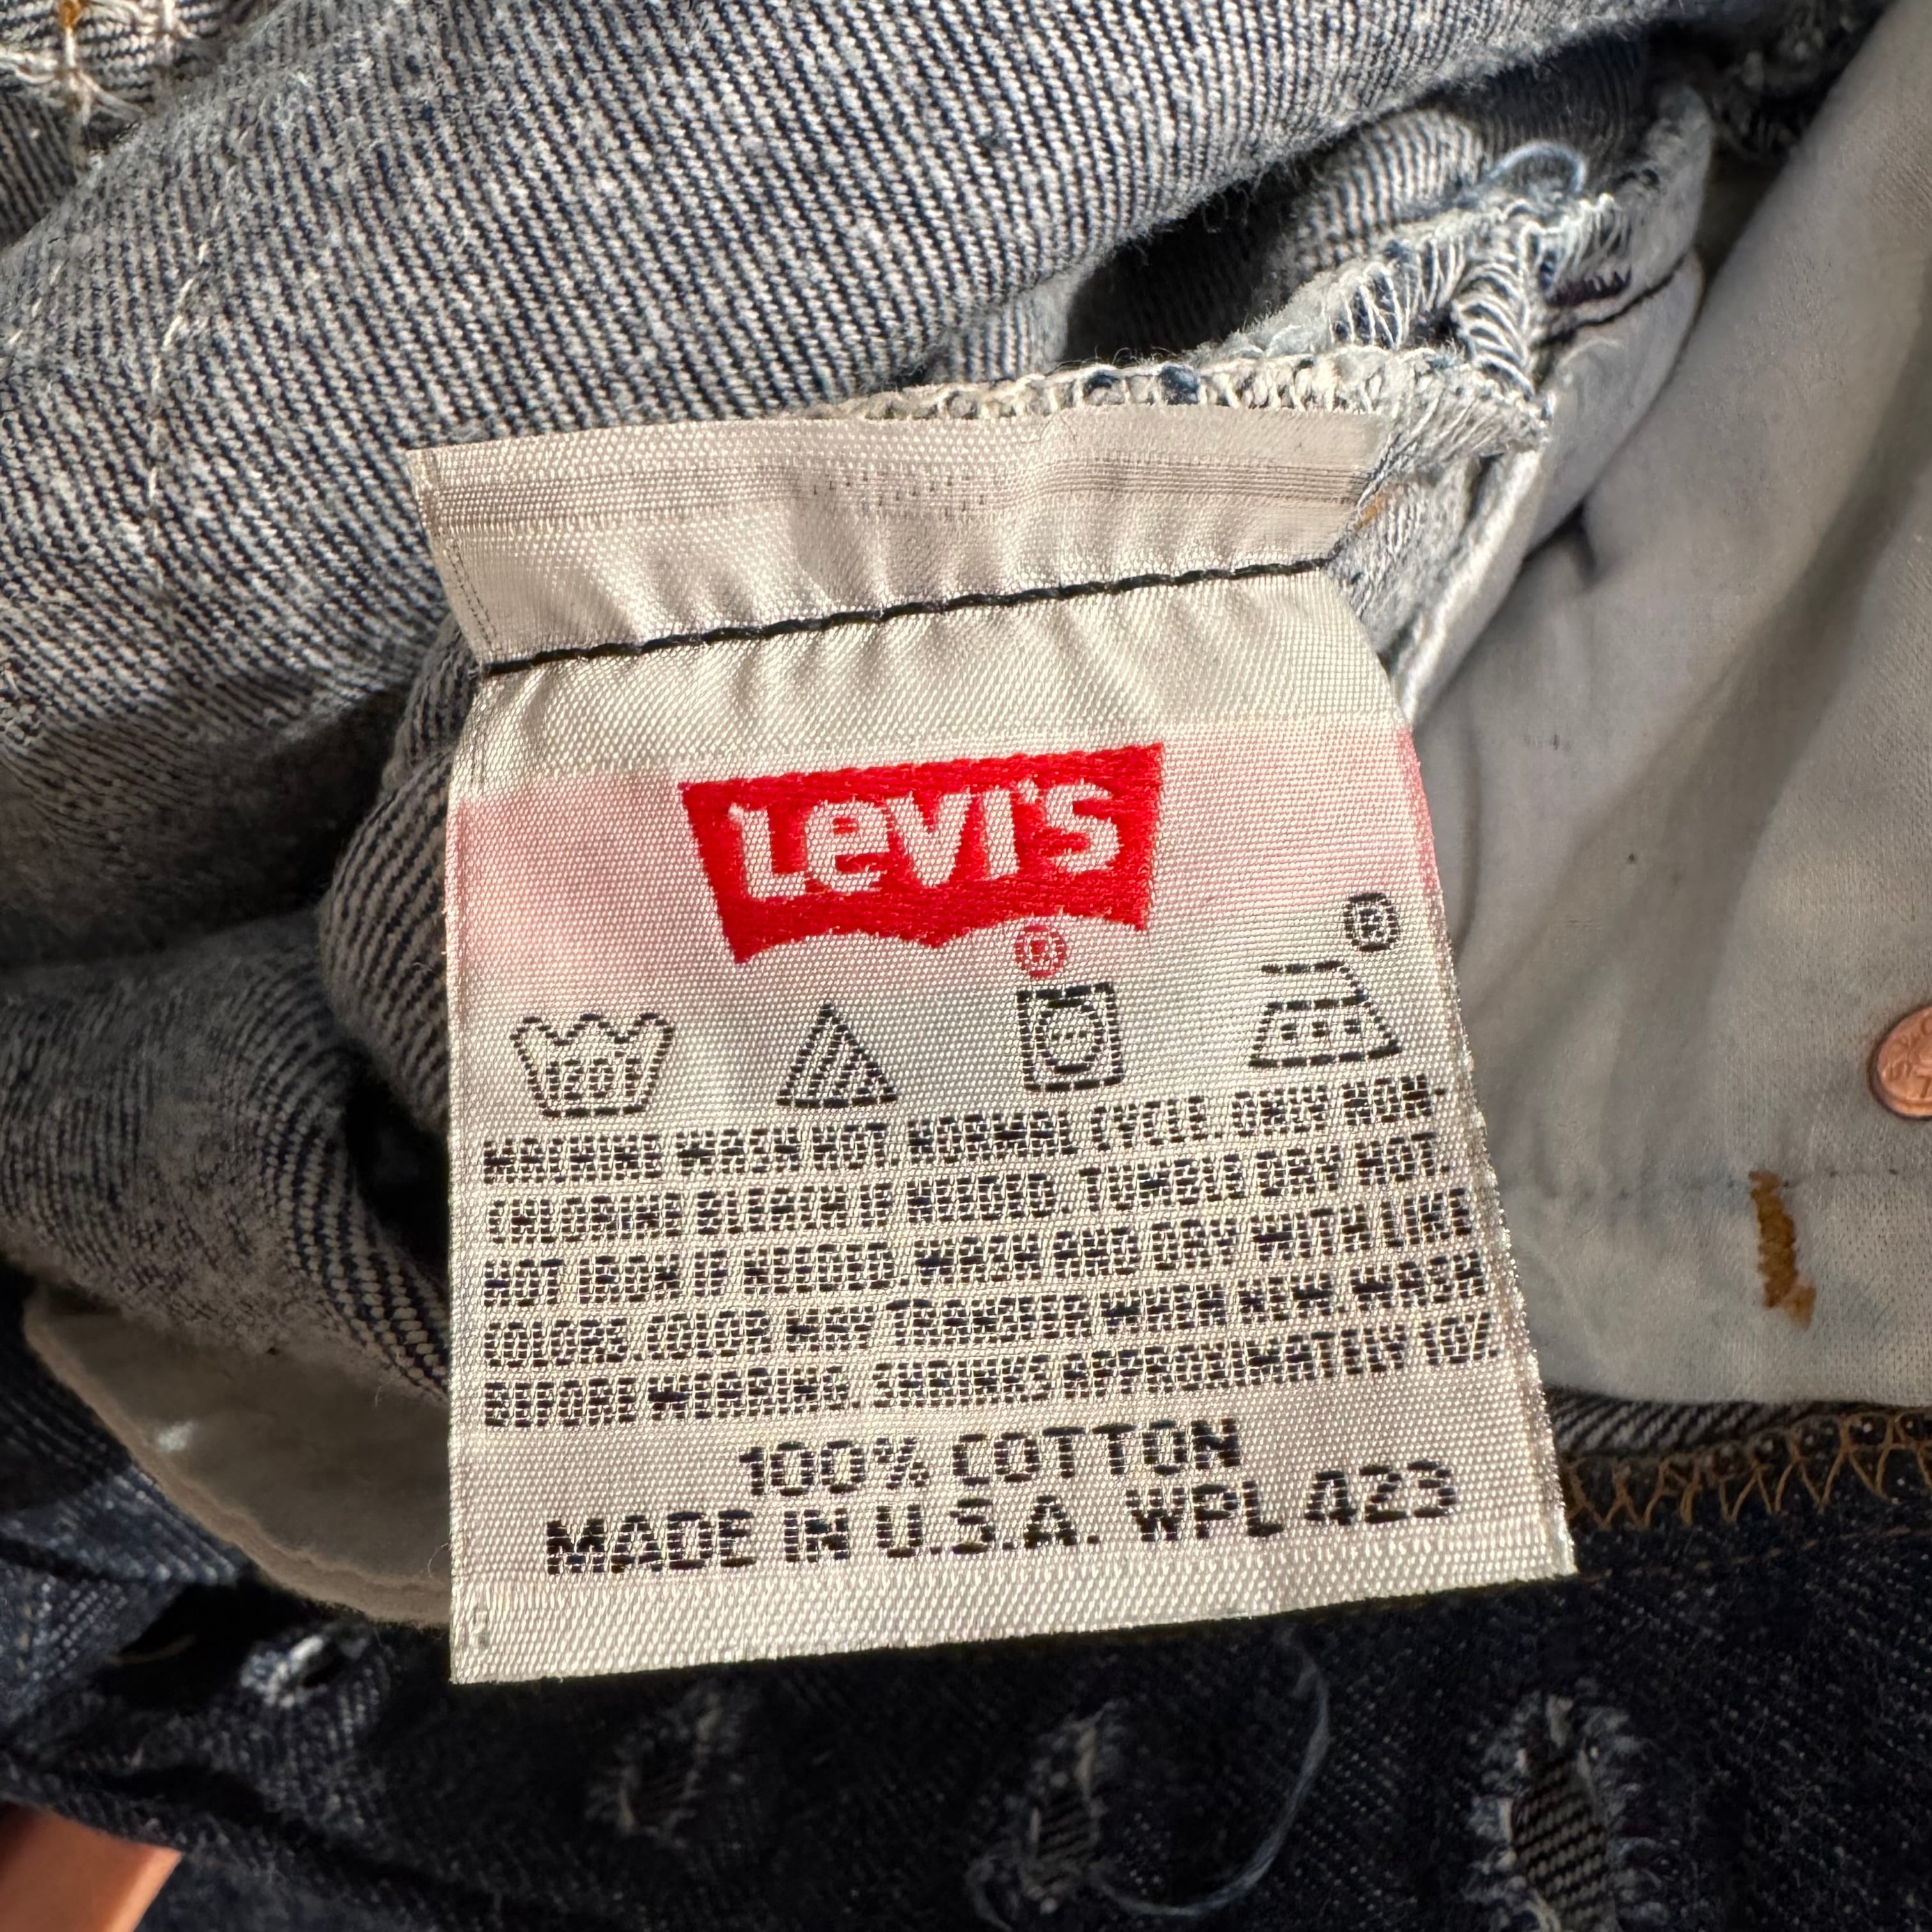 LEVI'S
®
®
120°
MACHINE WASH HOT. NORMAL CYCLE. ONLY NON-
CHLORINE BLEACH IF NEEDED. TUMBLE DRY HOT.
HOT IRON IF NEEDED. WASH AND DRY WITH LIKE
COLORS. COLOR MAY TRANSFER WHEN NEW. WASH
BEFORE WEARING. SHRINKS APPROXIMATELY 10%
100% COTTON
MADE IN U.S.A. WPL 423